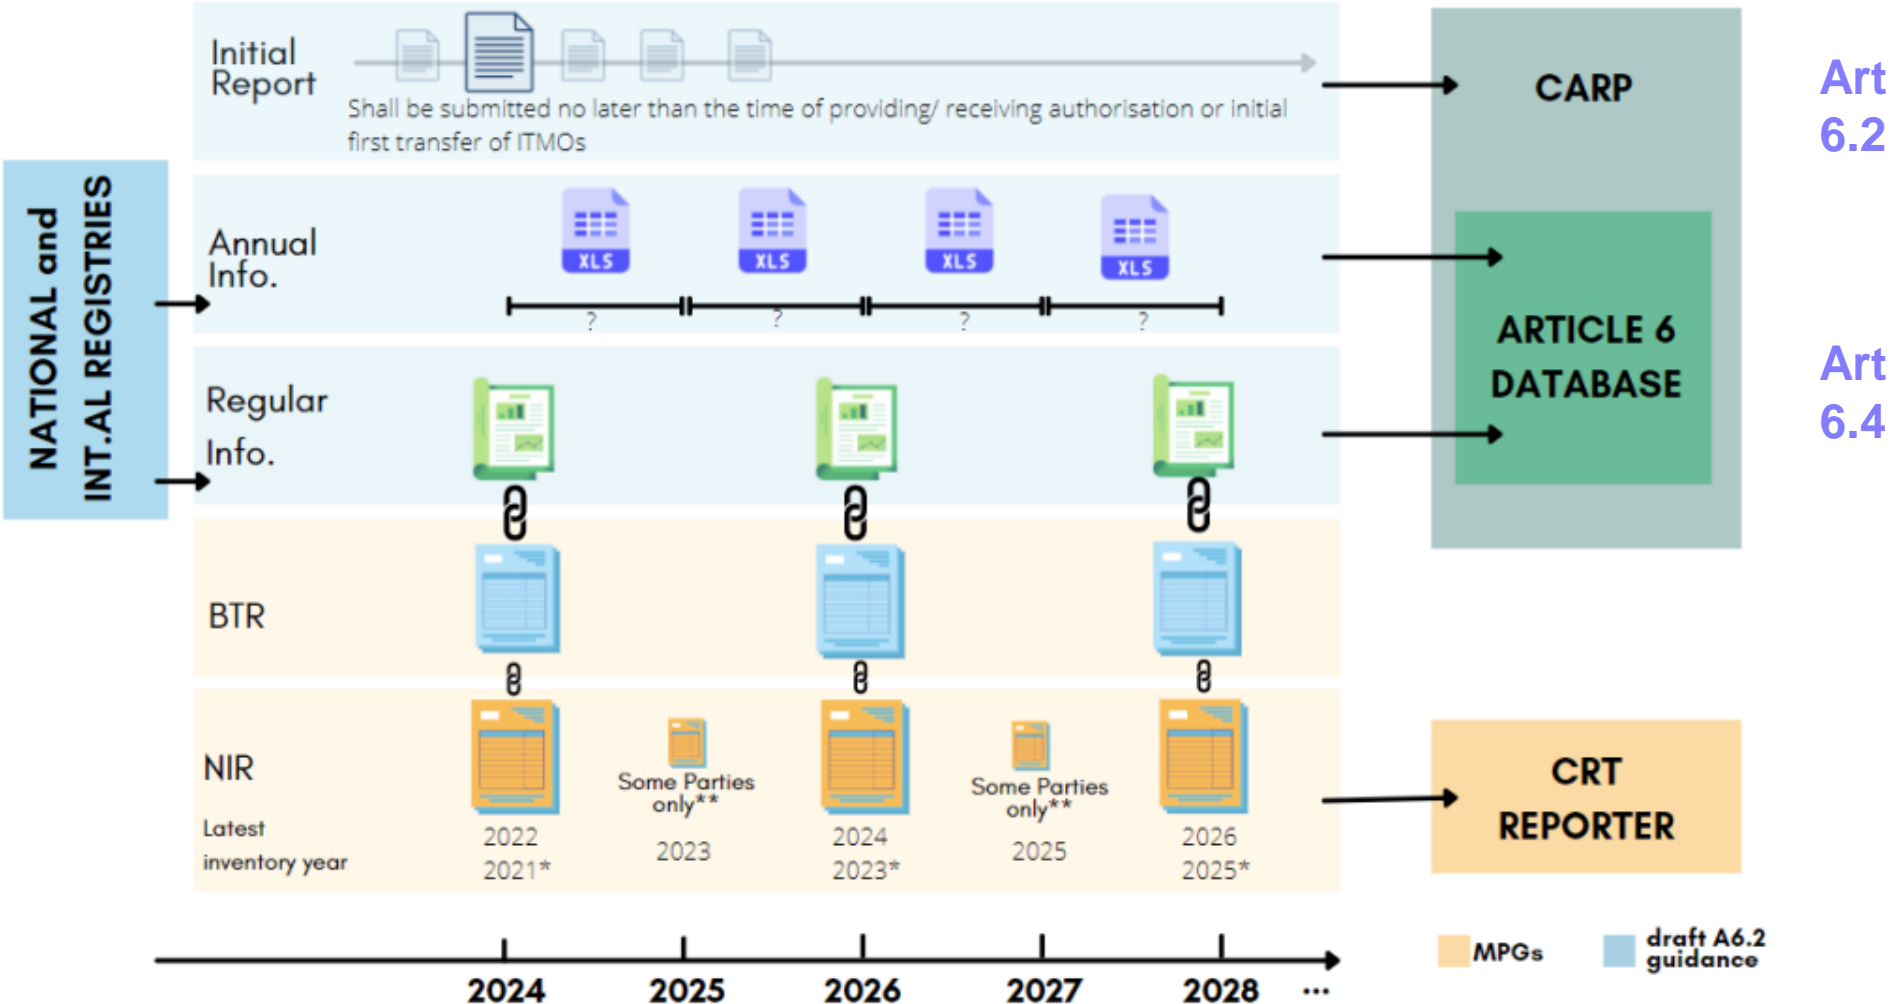 Initial
Report
Shall be submitted no later than the time of providing/ receiving authorisation or initial
first transfer of ITMOs
CARP
Art
6.2
NATIONAL and
INT.AL REGISTRIES
Annual
Info.
XLS
XLS
XLS
XLS
?
?
?
?
ARTICLE 6
DATABASE
Art
6.4
Regular
Info.
BTR
NIR
Latest
inventory year
2022
2021*
Some Parties
only**
2023
2024
2023*
Some Parties
only**
2025
2026
2025*
CRT
REPORTER
MPGs
draft A6.2
guidance
2024
2025
2026
2027
2028
...